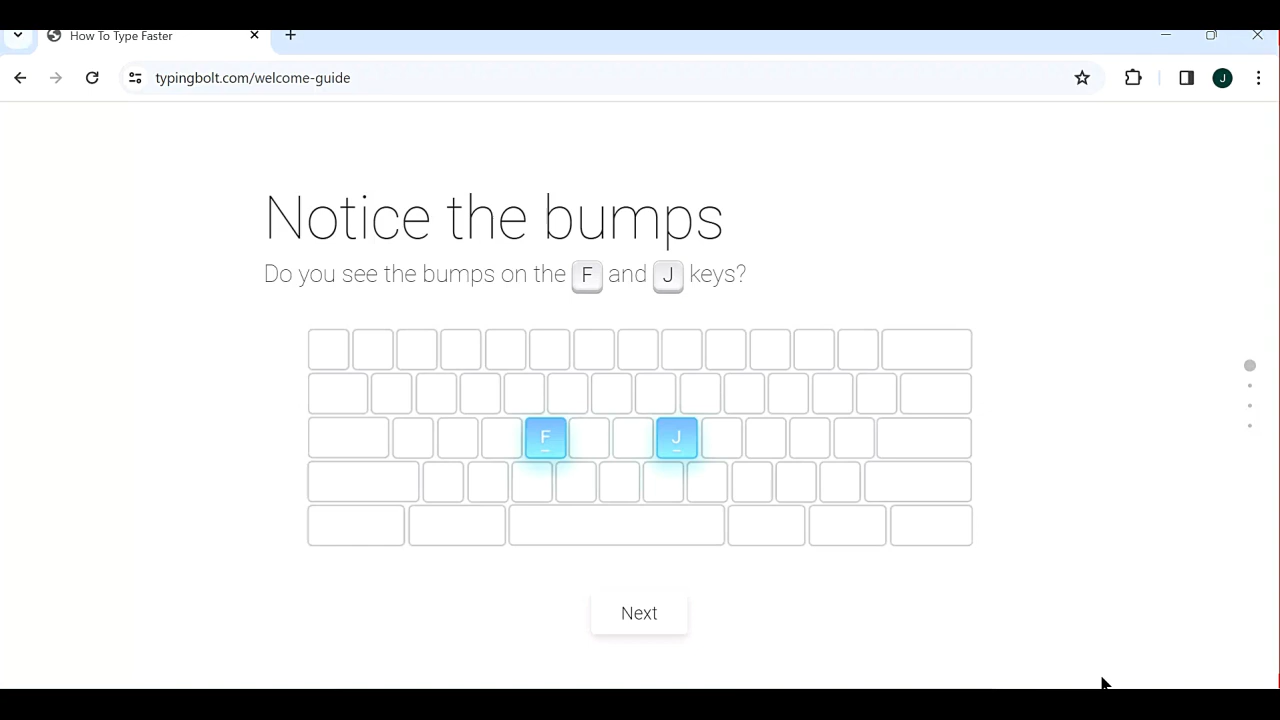 How To Type Faster
typingbolt.com/welcome-guide
J
Notice the bumps
Do you see the bumps on the F and J keys?
F J
Next